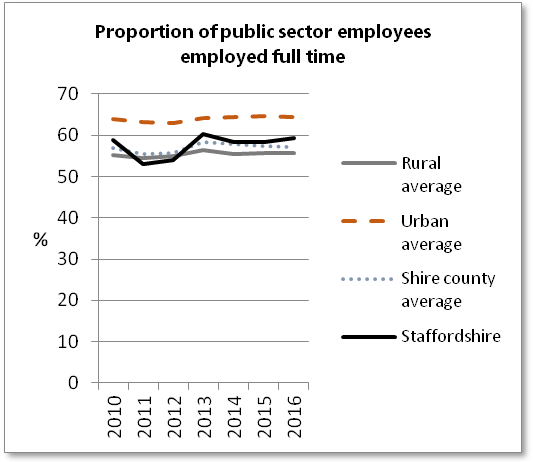 Proportion of public sector employees
employed full time
70
60
50
40
30
20
10
0
%
2010
2011
2012
2013
2014
2015
2016
Rural
average
Urban
average
Shire county
average
Staffordshire